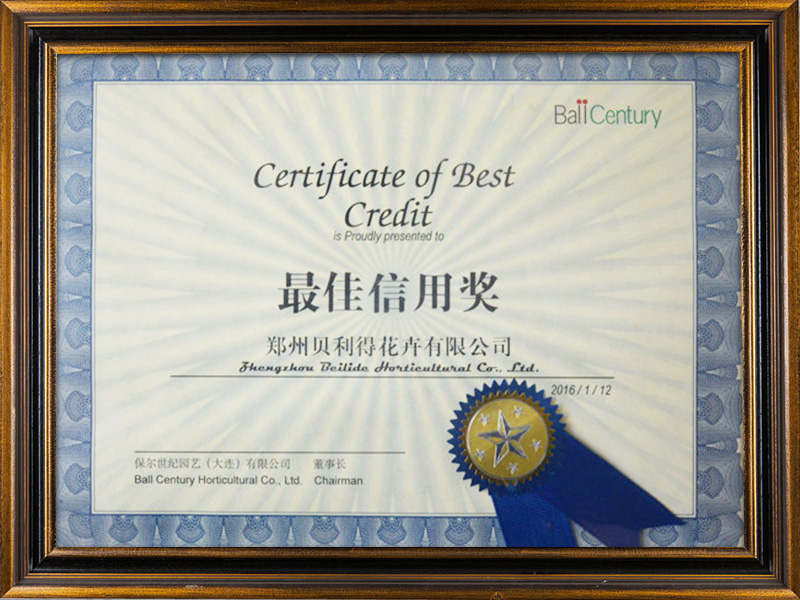 Ball Century
Certificate of Best
Credit
is Proudly presented to
最佳信用奖
郑州贝利得花卉有限公司
Zhengzhou Beilide Horticultural Co., Ltd.
2016 / 1 / 12
保尔世纪园艺（大连）有限公司 董事长
Ball Century Horticultural Co., Ltd. Chairman